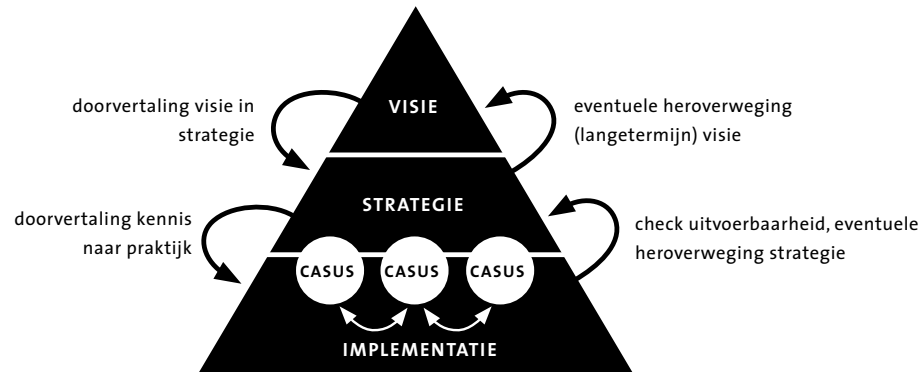 VISIE
doorvertaling visie in
strategie
eventuele heroverweging
(langetermijn) visie
STRATEGIE
doorvertaling kennis
naar praktijk
check uitvoerbaarheid, eventuele
heroverweging strategie
CASUS CASUS CASUS
IMPLEMENTATIE